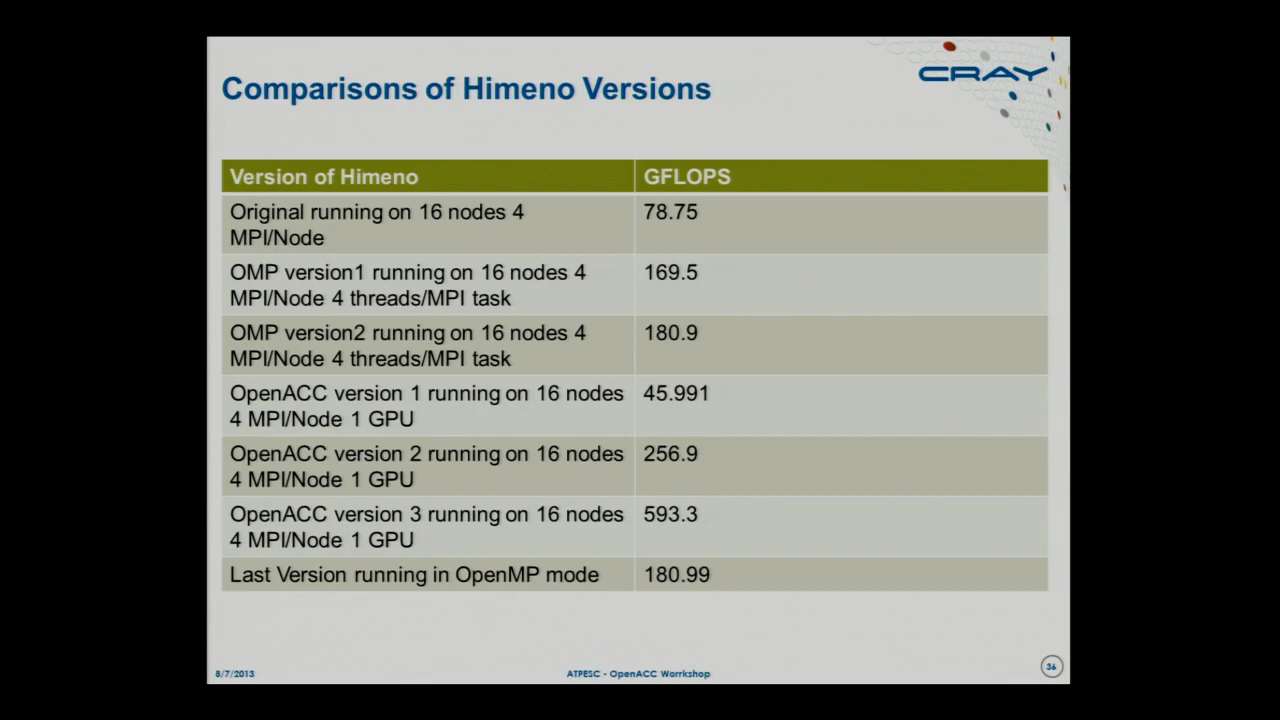 CRAY
Comparisons of Himeno Versions
Version of Himeno
GFLOPS
Original running on 16 nodes 4
MPI/Node
78.75
OMP version1 running on 16 nodes 4
MPI/Node 4 threads/MPI task
169.5
OMP version2 running on 16 nodes 4
MPI/Node 4 threads/MPI task
180.9
OpenACC version 1 running on 16 nodes
4 MPI/Node 1 GPU
45.991
OpenACC version 2 running on 16 nodes
4 MPI/Node 1 GPU
256.9
OpenACC version 3 running on 16 nodes
4 MPI/Node 1 GPU
593.3
Last Version running in OpenMP mode
180.99
8/7/2013
ATPESC - OpenACC Worrkshop
36